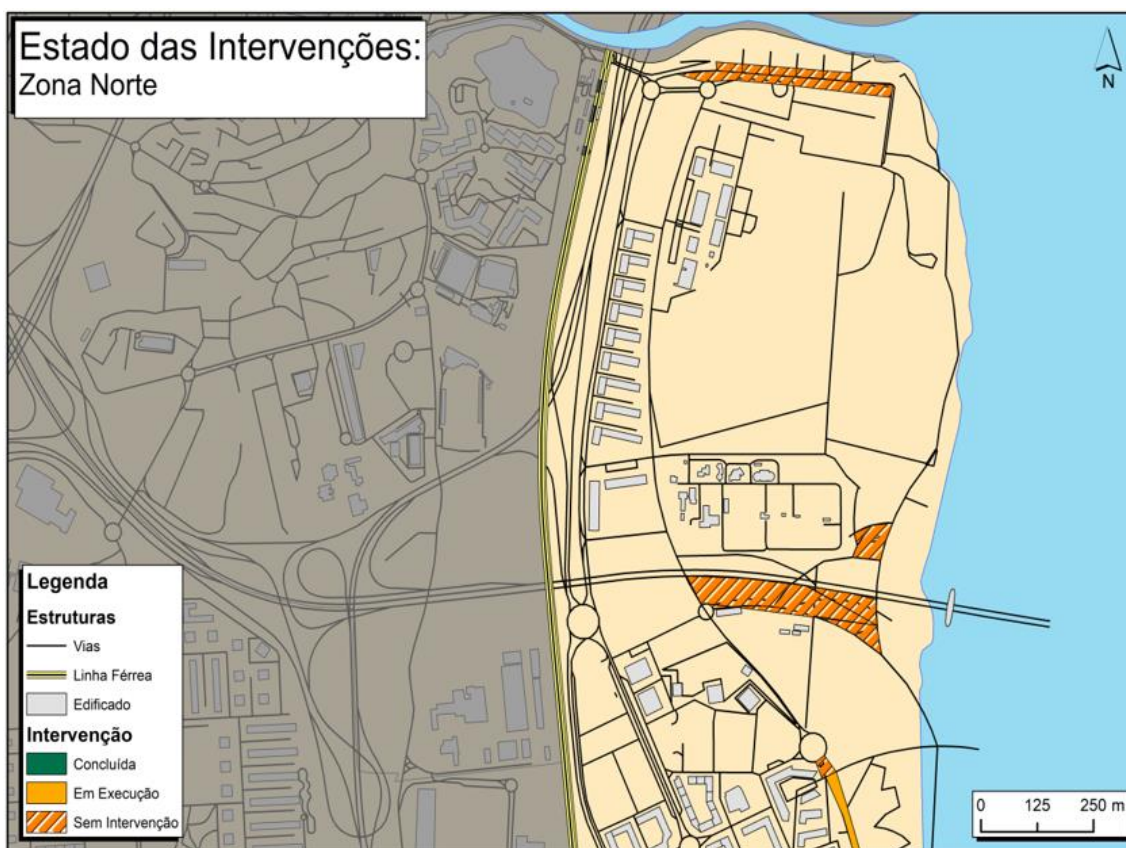 Estado das Intervenções:
Zona Norte
N
Legenda
Estruturas
Vias
Linha Férrea
Edificado
Intervenção
Concluída
Em Execução
Sem Intervenção
0 125 250 m